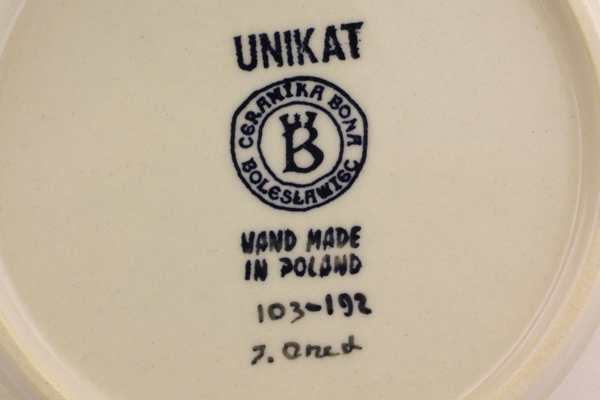 UNIKAT
CERAMIKA BONA
B
BOLESŁAWIEC
HAND MADE
IN POLAND
103-192